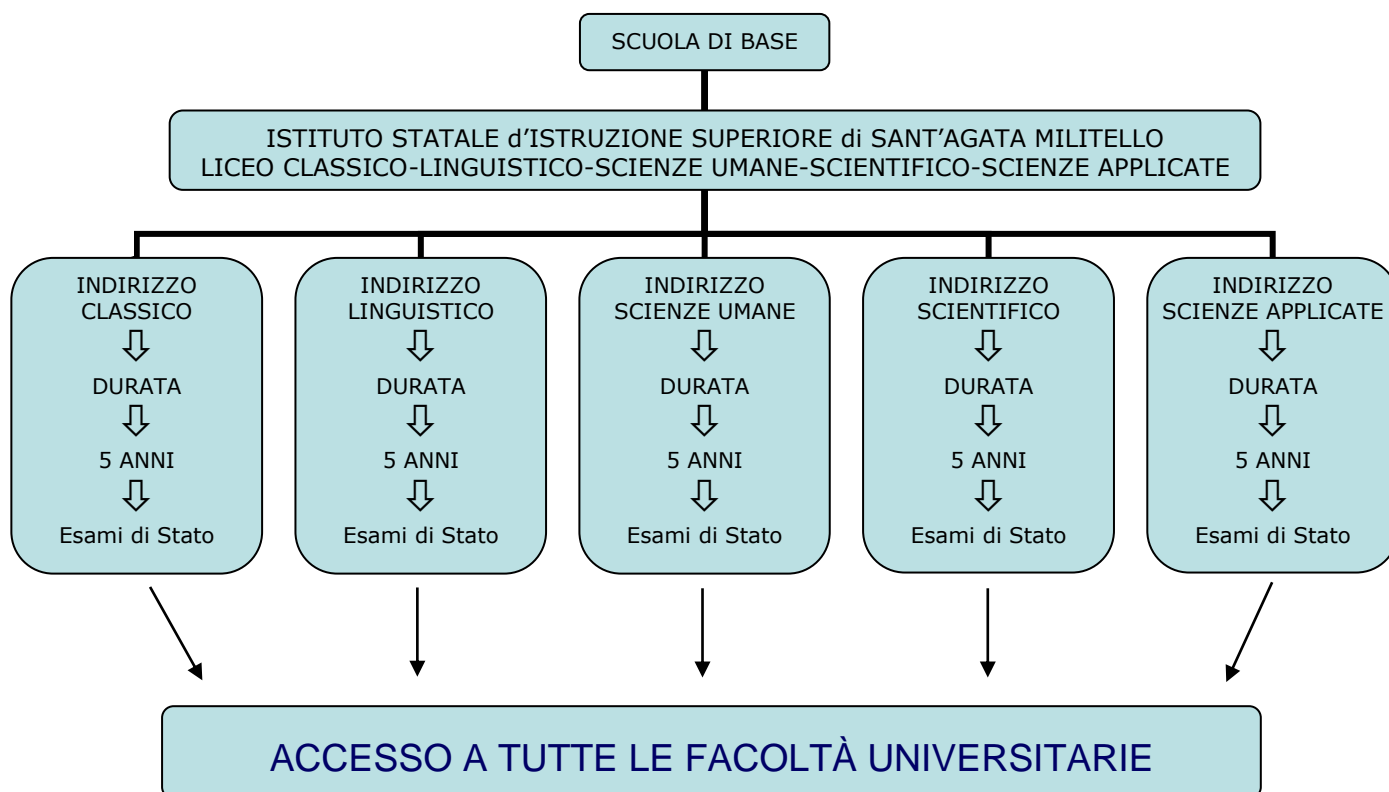 SCUOLA DI BASE
ISTITUTO STATALE d’ISTRUZIONE SUPERIORE di SANT’AGATA MILITELLO
LICEO CLASSICO-LINGUISTICO-SCIENZE UMANE-SCIENTIFICO-SCIENZE APPLICATE
INDIRIZZO
CLASSICO
DURATA
5 ANNI
Esami di Stato
INDIRIZZO
LINGUISTICO
DURATA
5 ANNI
Esami di Stato
INDIRIZZO
SCIENZE UMANE
DURATA
5 ANNI
Esami di Stato
INDIRIZZO
SCIENTIFICO
DURATA
5 ANNI
Esami di Stato
INDIRIZZO
SCIENZE APPLICATE
DURATA
5 ANNI
Esami di Stato
ACCESSO A TUTTE LE FACOLTÀ UNIVERSITARIE